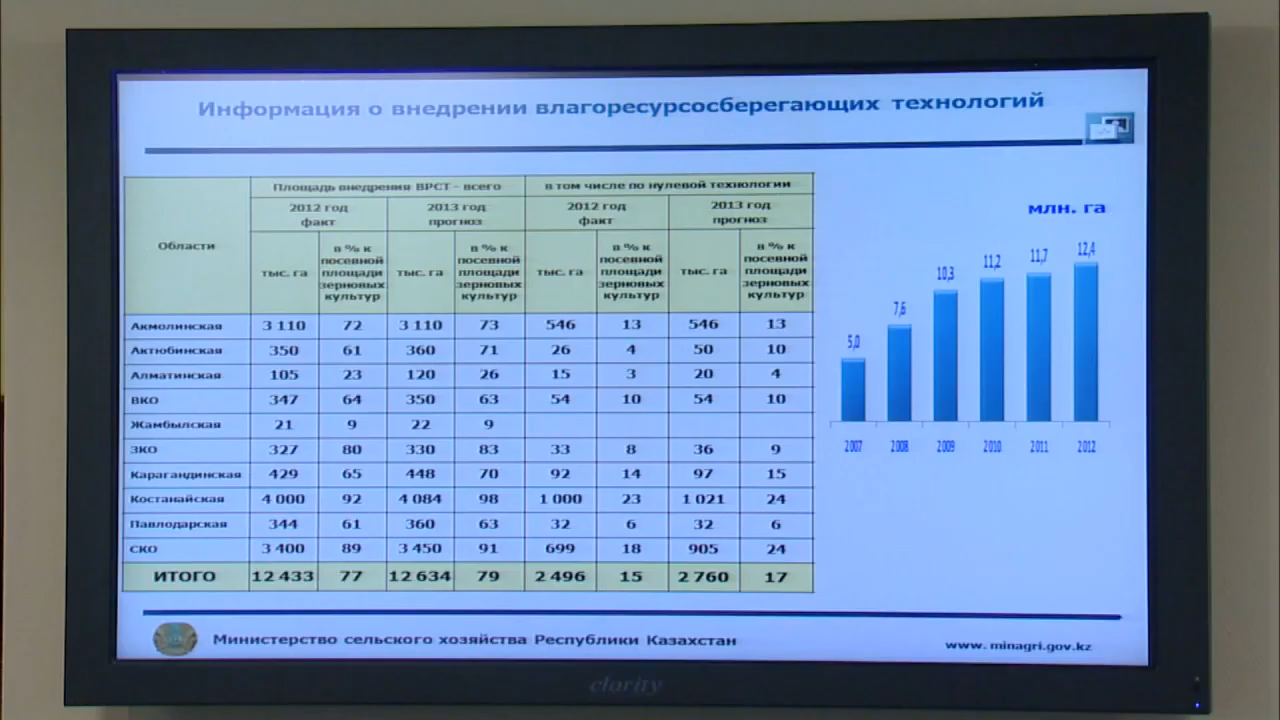 Информация о внедрении влагоресурсосберегающих технологий
Области
Площадь внедрения ВРСТ - всего
в том числе по нулевой технологии
2012 год
факт
2013 год
прогноз
2012 год
факт
2013 год
прогноз
тыс. га
в % к
посевной
площади
зерновых
культур
тыс. га
в % к
посевной
площади
зерновых
культур
тыс. га
в % к
посевной
площади
зерновых
культур
тыс. га
в % к
посевной
площади
зерновых
культур
Акмолинская 3 110 72 3 110 73 546 13 546 13
Актюбинская 350 61 360 71 26 4 50 10
Алматинская 105 23 120 26 15 3 20 4
ВКО 347 64 350 63 54 10 54 10
Жамбылская 21 9 22 9
ЗКО 327 80 330 83 33 8 36 9
Карагандинская 429 65 448 70 92 14 97 15
Костанайская 4 000 92 4 084 98 1 000 23 1 021 24
Павлодарская 344 61 360 63 32 6 32 6
СКО 3 400 89 3 450 91 699 18 905 24
ИТОГО 12 433 77 12 634 79 2 496 15 2 760 17
млн. га
5,0 7,6 10,3 11,2 11,7 12,4
2007 2008 2009 2010 2011 2012
Министерство сельского хозяйства Республики Казахстан
www. minagri.gov.kz
clarity